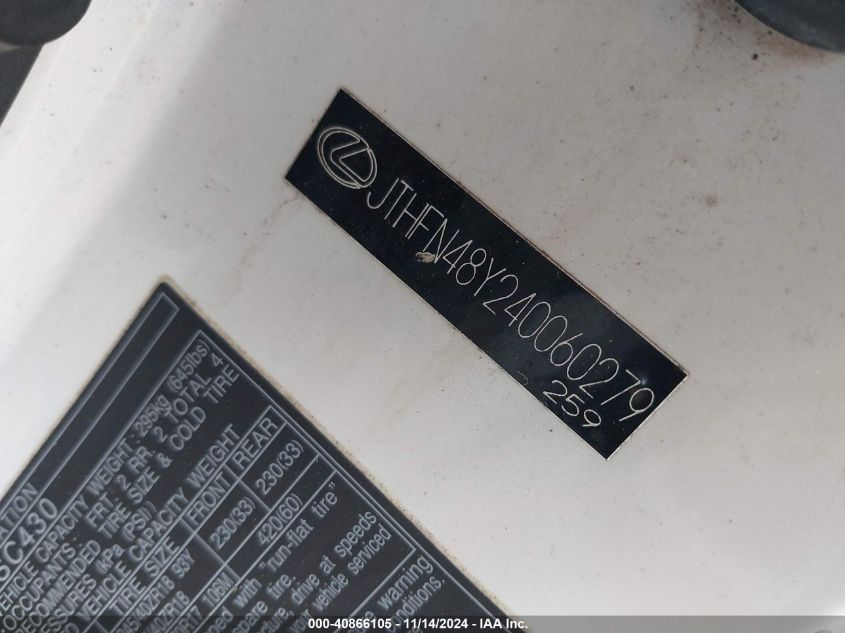 JTHFN48Y240060279
259
VEHICLE CAPACITY WEIGHT: 295kg (645lbs)
OCCUPANTS FRT 2 RR 2 TOTAL 4
RECOMMENDED TIRE SIZE & COLD TIRE
PRESSURES kPa (PSI)
VEHICLE CAPACITY WEIGHT
TIRE SIZE FRONT REAR
230(33) 230(33)
420(60)
with "run-flat tire"
tire.
drive at speeds
vehicle serviced
warning
conditions.
000-40866105 - 11/14/2024 - IAA Inc.